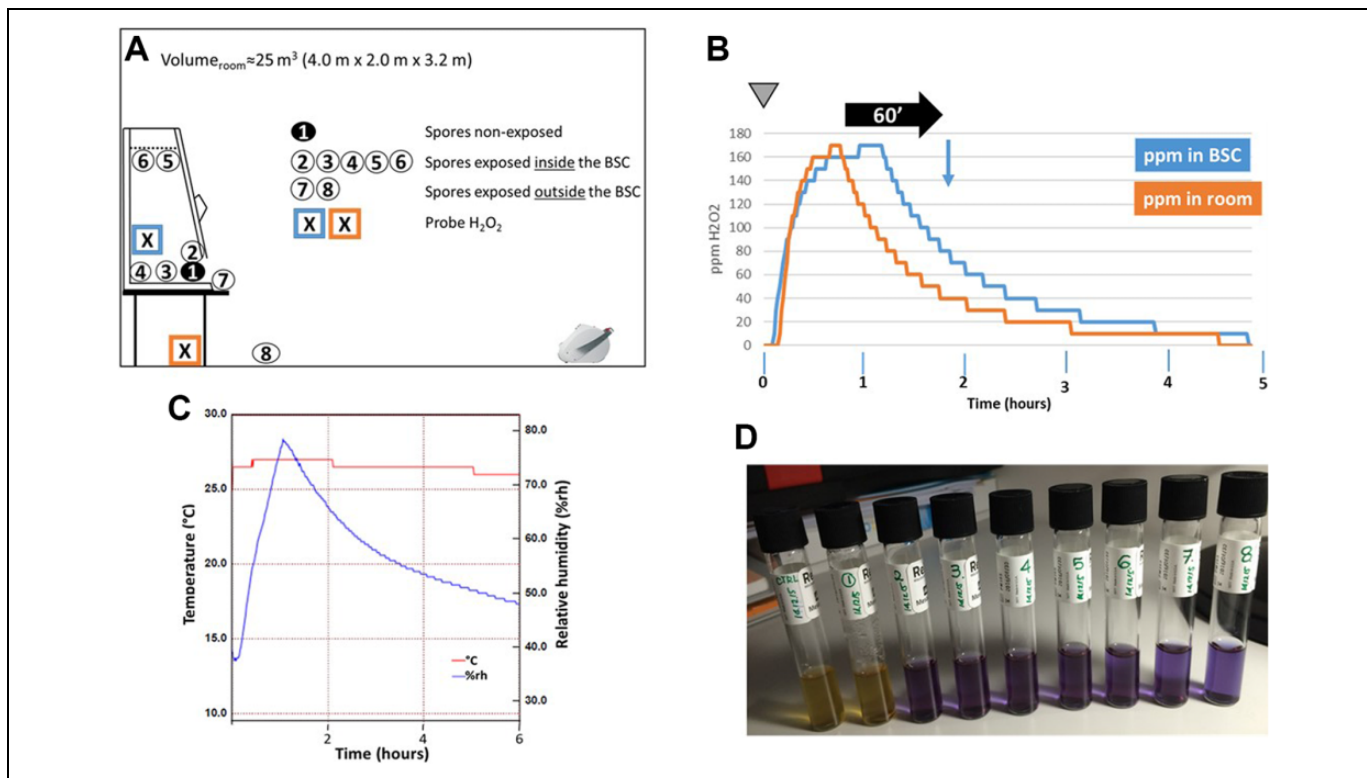 A
Volume room≈25 m³ (4.0 m x 2.0 m x 3.2 m)
1 Spores non-exposed
2 3 4 5 6 Spores exposed inside the BSC
7 8 Spores exposed outside the BSC
X X Probe H₂O₂
6 5
X
2
4 3 1
7
X
8
B
60’
180
160
140
120
100
80
60
40
20
0
ppm H2O2
ppm in BSC
ppm in room
0 1 2 3 4 5
Time (hours)
C
30.0
25.0
20.0
15.0
10.0
Temperature (°C)
80.0
70.0
60.0
50.0
40.0
30.0
Relative humidity (%rh)
°C
%rh
2 4 6
Time (hours)
D
CTRL
1
2
3
4
5
6
7
8